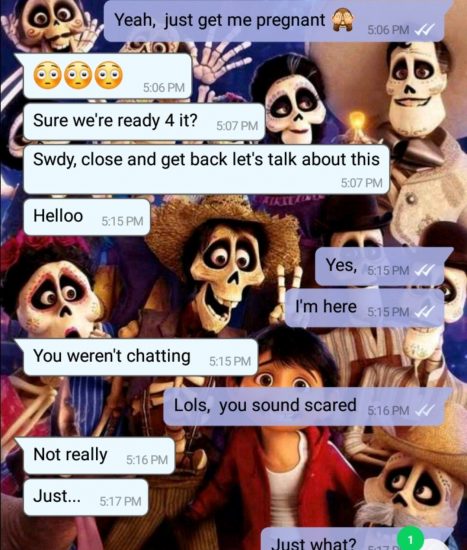 Yeah, just get me pregnant 🙈
5:06 PM
😳😳😳
5:06 PM
Sure we're ready 4 it?
5:07 PM
Swdy, close and get back let's talk about this
5:07 PM
Helloo
5:15 PM
Yes,
5:15 PM
I'm here
5:15 PM
You weren't chatting
5:15 PM
Lols, you sound scared
5:16 PM
Not really
5:16 PM
Just...
5:17 PM
Just what?
1